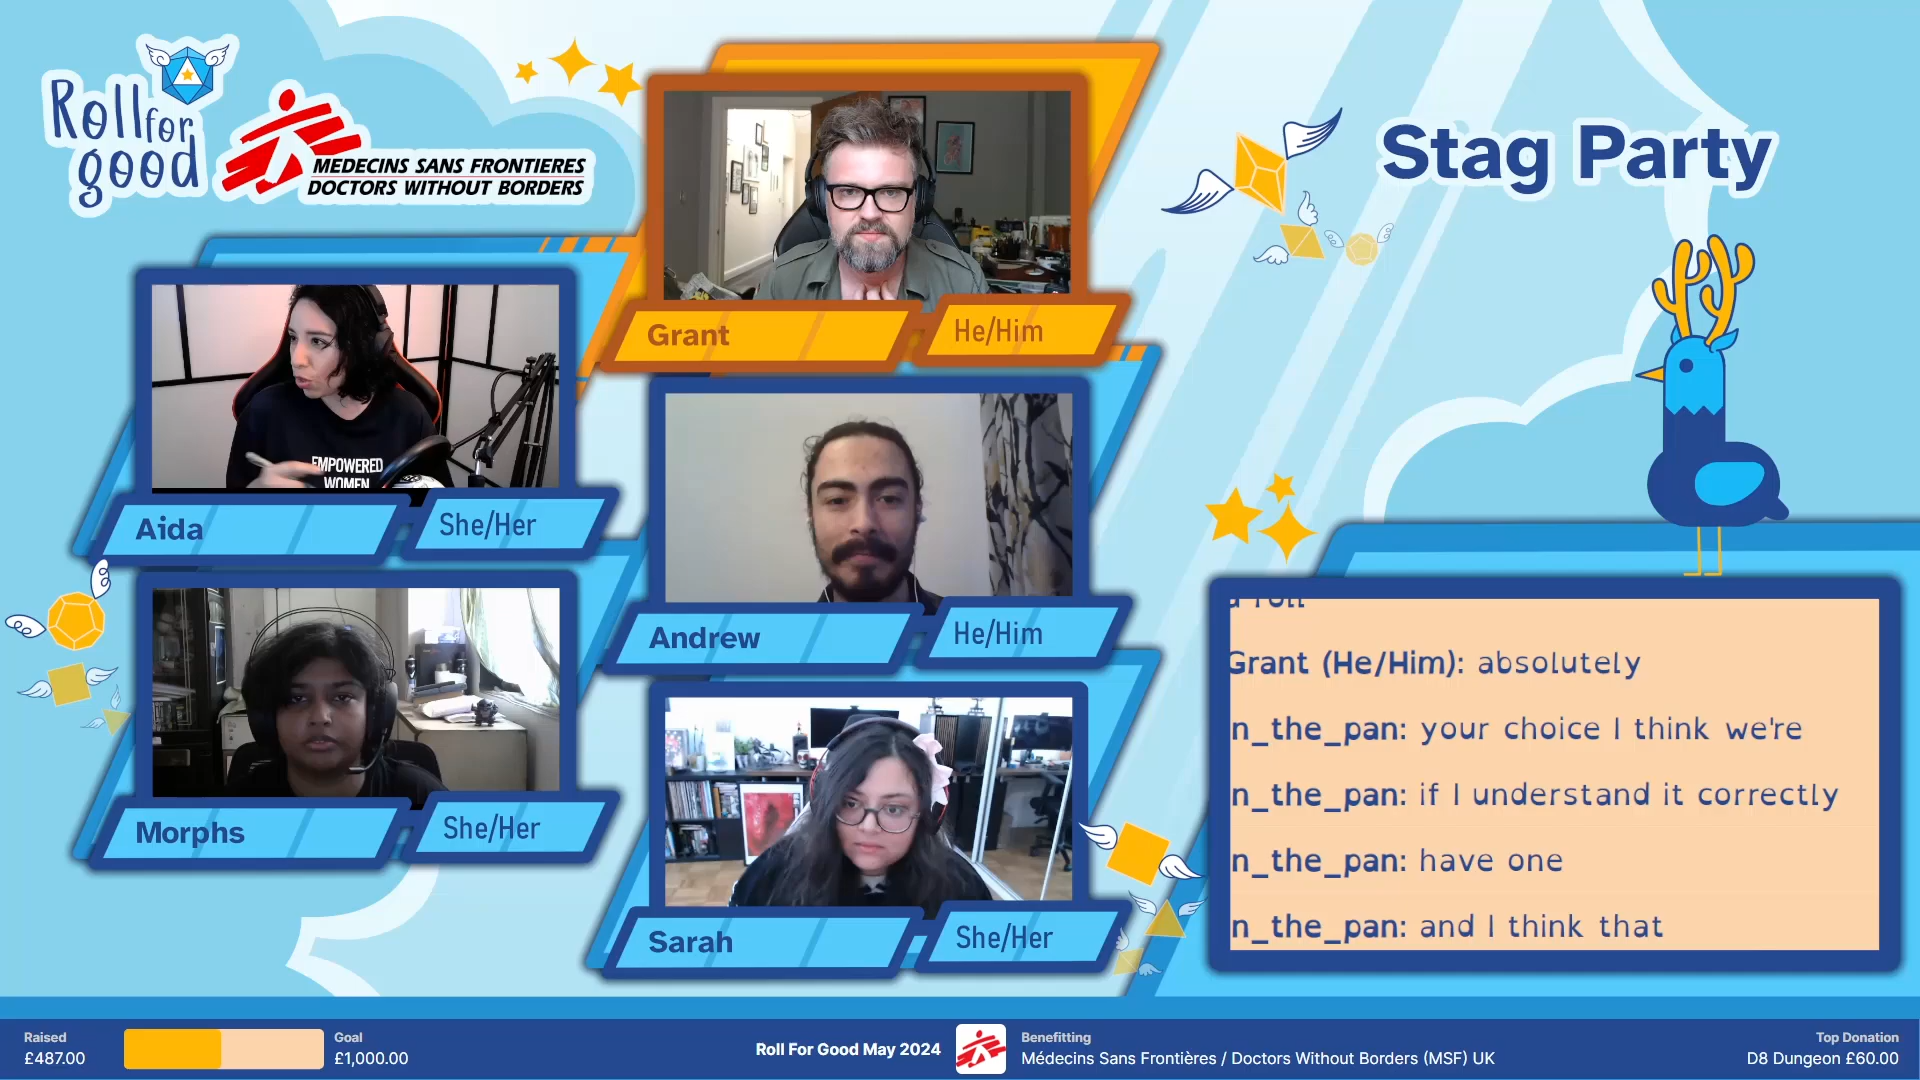 Roll for good
MEDECINS SANS FRONTIERES
DOCTORS WITHOUT BORDERS
Stag Party
Grant
He/Him
EMPOWERED
WOMEN
Aida
She/Her
Andrew
He/Him
Morphs
She/Her
Sarah
She/Her
a roll
Grant (He/Him): absolutely
n_the_pan: your choice I think we're
n_the_pan: if I understand it correctly
n_the_pan: have one
n_the_pan: and I think that
Raised
£487.00
Goal
£1,000.00
Roll For Good May 2024
Benefitting
Médecins Sans Frontières / Doctors Without Borders (MSF) UK
Top Donation
D8 Dungeon £60.00